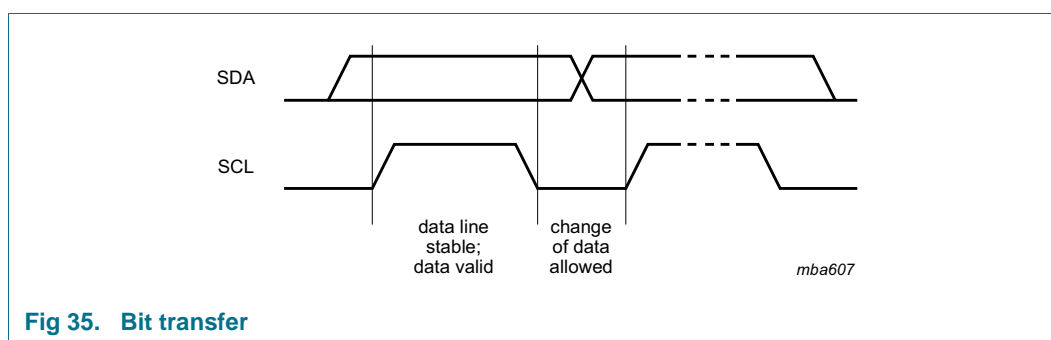 SDA
SCL
data line
stable;
data valid
change
of data
allowed
mba607
Fig 35. Bit transfer